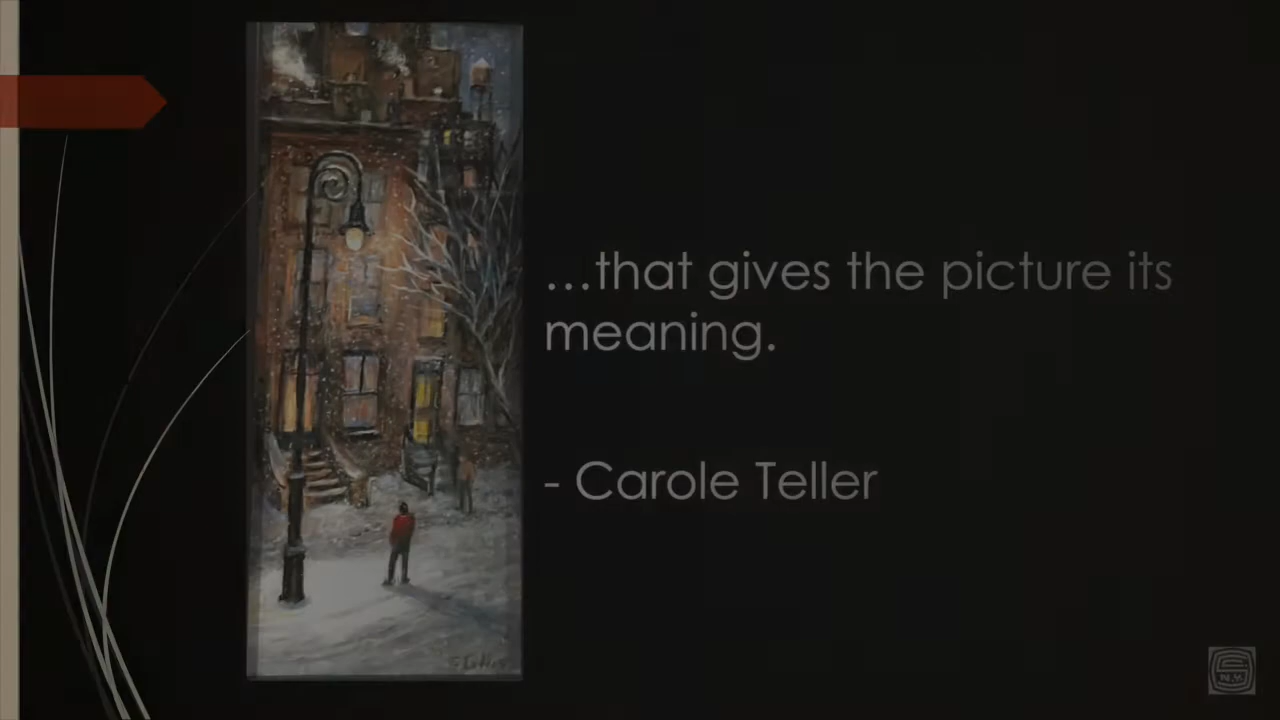 …that gives the picture its
meaning.
- Carole Teller
N.Y.